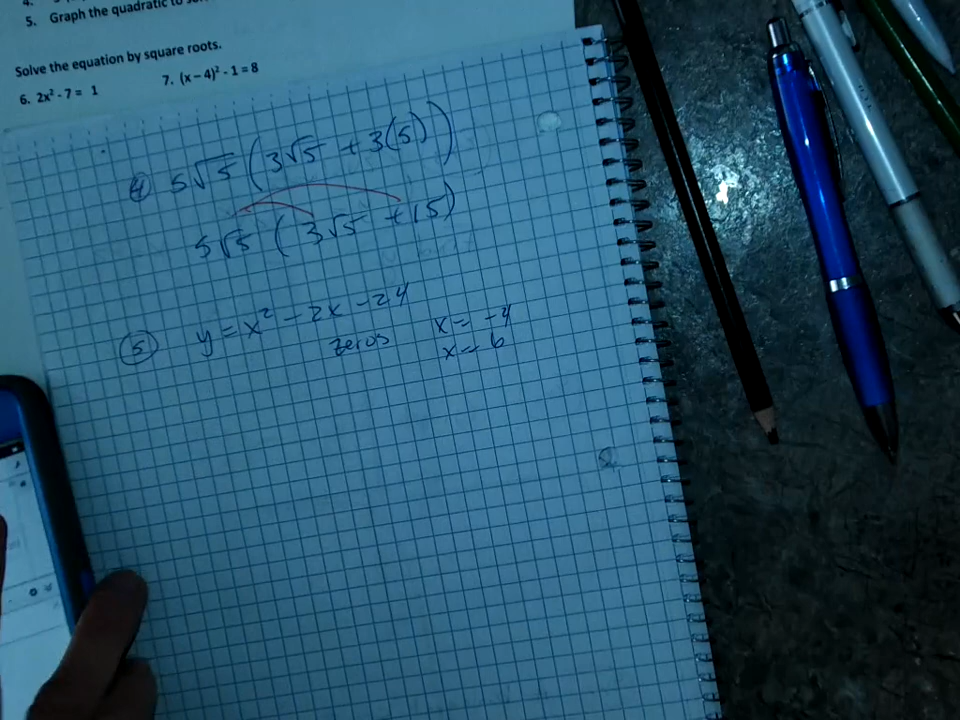 5. Graph the quadratic to
Solve the equation by square roots.
6. 2x² - 7 = 1
7. (x – 4)² - 1 = 8
④ 5√5 (3√5 + 3(5))
5√5 (3√5 + 15)
⑤ y = x² – 2x – 24
zeros x = -4
x = 6